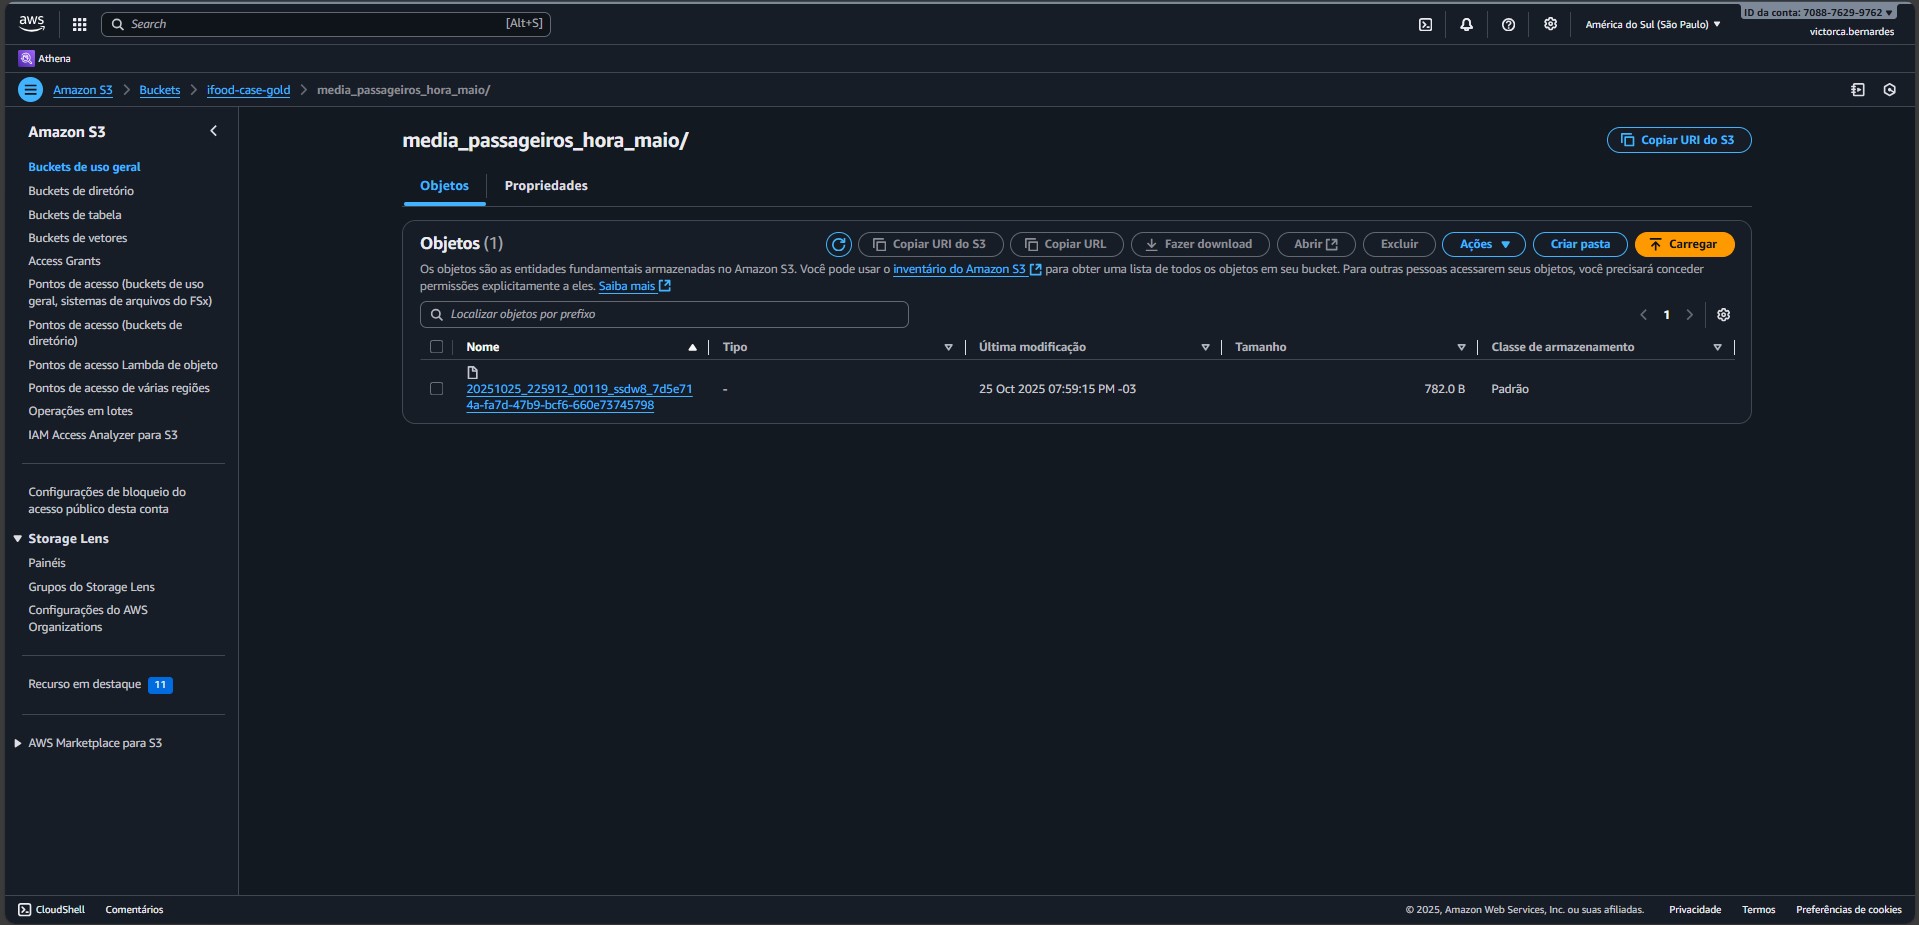 aws
Search
[Alt+S]
América do Sul (São Paulo)
ID da conta: 7088-7629-9762
victorca.bernardes
Athena
Amazon S3
Buckets
ifood-case-gold
media_passageiros_hora_maio/
Amazon S3
Buckets de uso geral
Buckets de diretório
Buckets de tabela
Buckets de vetores
Access Grants
Pontos de acesso (buckets de uso
geral, sistemas de arquivos do FSx)
Pontos de acesso (buckets de
diretório)
Pontos de acesso Lambda de objeto
Pontos de acesso de várias regiões
Operações em lotes
IAM Access Analyzer para S3
Configurações de bloqueio do
acesso público desta conta
Storage Lens
Painéis
Grupos do Storage Lens
Configurações do AWS
Organizations
Recurso em destaque 11
AWS Marketplace para S3
media_passageiros_hora_maio/
Copiar URI do S3
Objetos
Propriedades
Objetos (1)
Copiar URI do S3
Copiar URL
Fazer download
Abrir
Excluir
Ações
Criar pasta
Carregar
Os objetos são as entidades fundamentais armazenadas no Amazon S3. Você pode usar o inventário do Amazon S3 para obter uma lista de todos os objetos em seu bucket. Para outras pessoas acessarem seus objetos, você precisará conceder
permissões explicitamente a eles. Saiba mais
Localizar objetos por prefixo
1
Nome
Tipo
Última modificação
Tamanho
Classe de armazenamento
20251025_225912_00119_ssdw8_7d5e71
4a-fa7d-47b9-bcf6-660e73745798
-
25 Oct 2025 07:59:15 PM -03
782.0 B
Padrão
CloudShell
Comentários
© 2025, Amazon Web Services, Inc. ou suas afiliadas.
Privacidade
Termos
Preferências de cookies